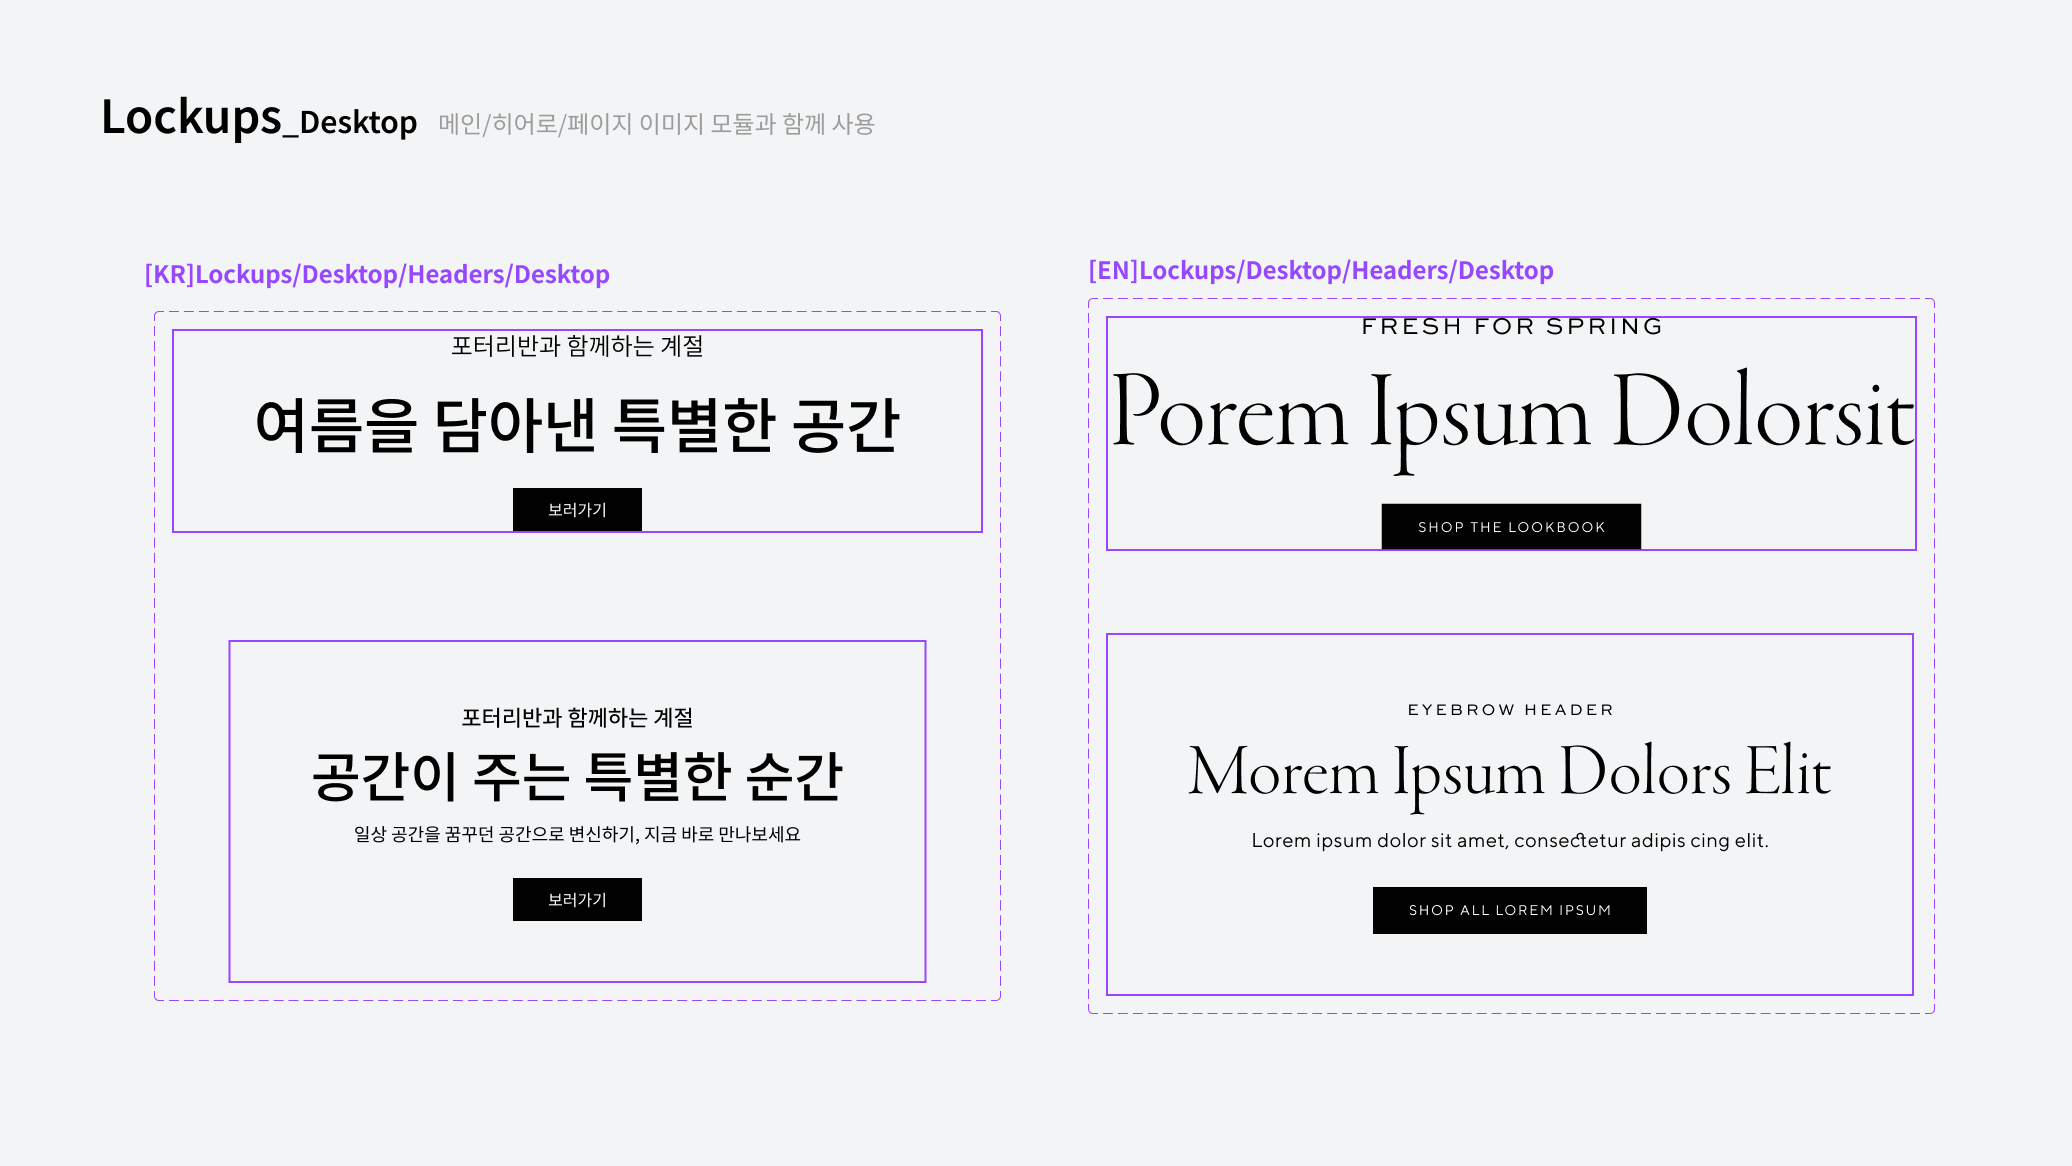 Lockups_Desktop 메인/히어로/페이지 이미지 모듈과 함께 사용
[KR]Lockups/Desktop/Headers/Desktop
포터리반과 함께하는 계절
여름을 담아낸 특별한 공간
보러가기
포터리반과 함께하는 계절
공간이 주는 특별한 순간
일상 공간을 꿈꾸던 공간으로 변신하기, 지금 바로 만나보세요
보러가기
[EN]Lockups/Desktop/Headers/Desktop
FRESH FOR SPRING
Porem Ipsum Dolorsit
SHOP THE LOOKBOOK
EYEBROW HEADER
Morem Ipsum Dolors Elit
Lorem ipsum dolor sit amet, consectetur adipis cing elit.
SHOP ALL LOREM IPSUM